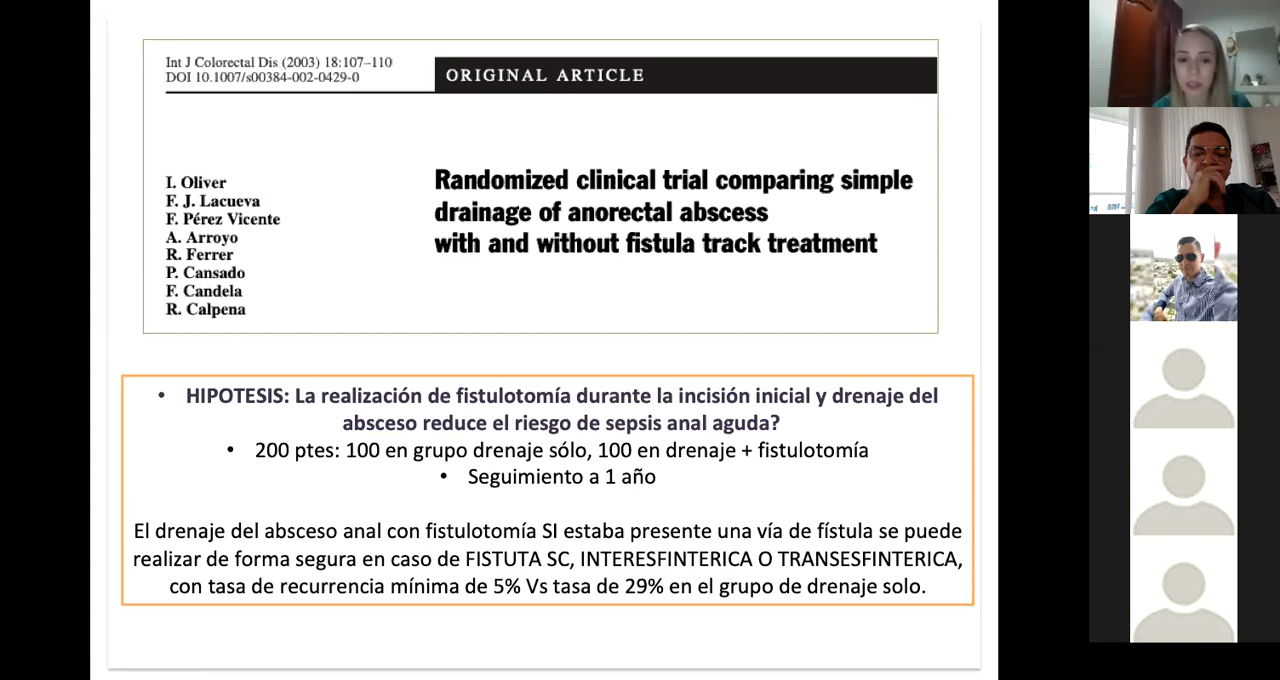 Int J Colorectal Dis (2003) 18:107–110
DOI 10.1007/s00384-002-0429-0
ORIGINAL ARTICLE
I. Oliver
F. J. Lacueva
F. Pérez Vicente
A. Arroyo
R. Ferrer
P. Cansado
F. Candela
R. Calpena
Randomized clinical trial comparing simple
drainage of anorectal abscess
with and without fistula track treatment
• HIPOTESIS: La realización de fistulotomía durante la incisión inicial y drenaje del
absceso reduce el riesgo de sepsis anal aguda?
• 200 ptes: 100 en grupo drenaje sólo, 100 en drenaje + fistulotomía
• Seguimiento a 1 año
El drenaje del absceso anal con fistulotomía SI estaba presente una vía de fístula se puede
realizar de forma segura en caso de FISTUTA SC, INTERESFINTERICA O TRANSESFINTERICA,
con tasa de recurrencia mínima de 5% Vs tasa de 29% en el grupo de drenaje solo.